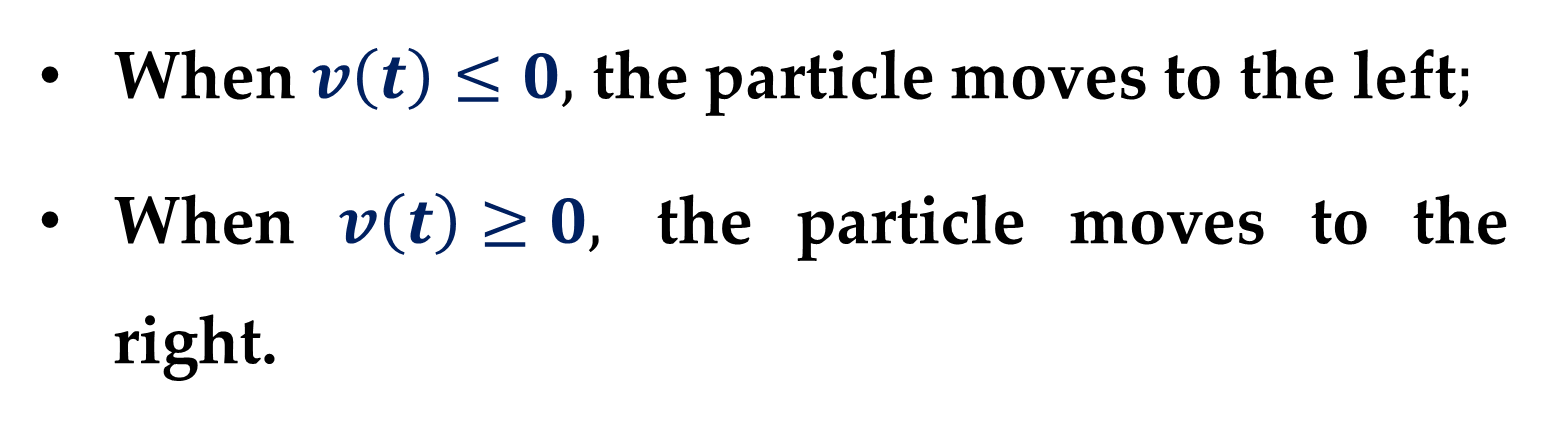 • When v(t) ≤ 0, the particle moves to the left;
• When v(t) ≥ 0, the particle moves to the
right.